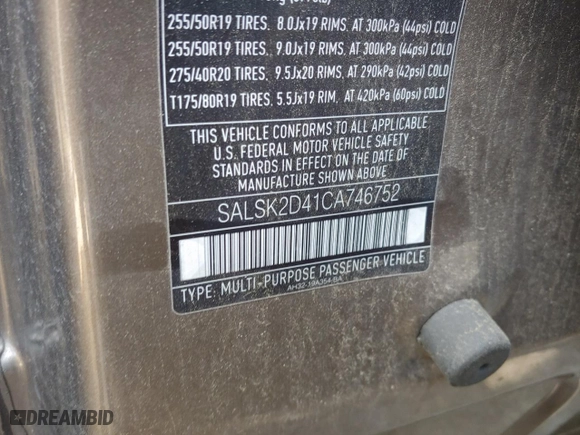 255/50R19 TIRES. 8.0Jx19 RIMS. AT 300kPa (44psi) COLD
255/50R19 TIRES. 9.0Jx19 RIMS. AT 300kPa (44psi) COLD
275/40R20 TIRES. 9.5Jx20 RIMS. AT 290kPa (42psi) COLD
T175/80R19 TIRES. 5.5Jx19 RIM. AT 420kPa (60psi) COLD
THIS VEHICLE CONFORMS TO ALL APPLICABLE
U.S. FEDERAL MOTOR VEHICLE SAFETY
STANDARDS IN EFFECT ON THE DATE OF
MANUFACTURE SHOWN ABOVE
SALSK2D41CA746752
TYPE: MULTI-PURPOSE PASSENGER VEHICLE
AH32-19A354-BA
DREAMBID